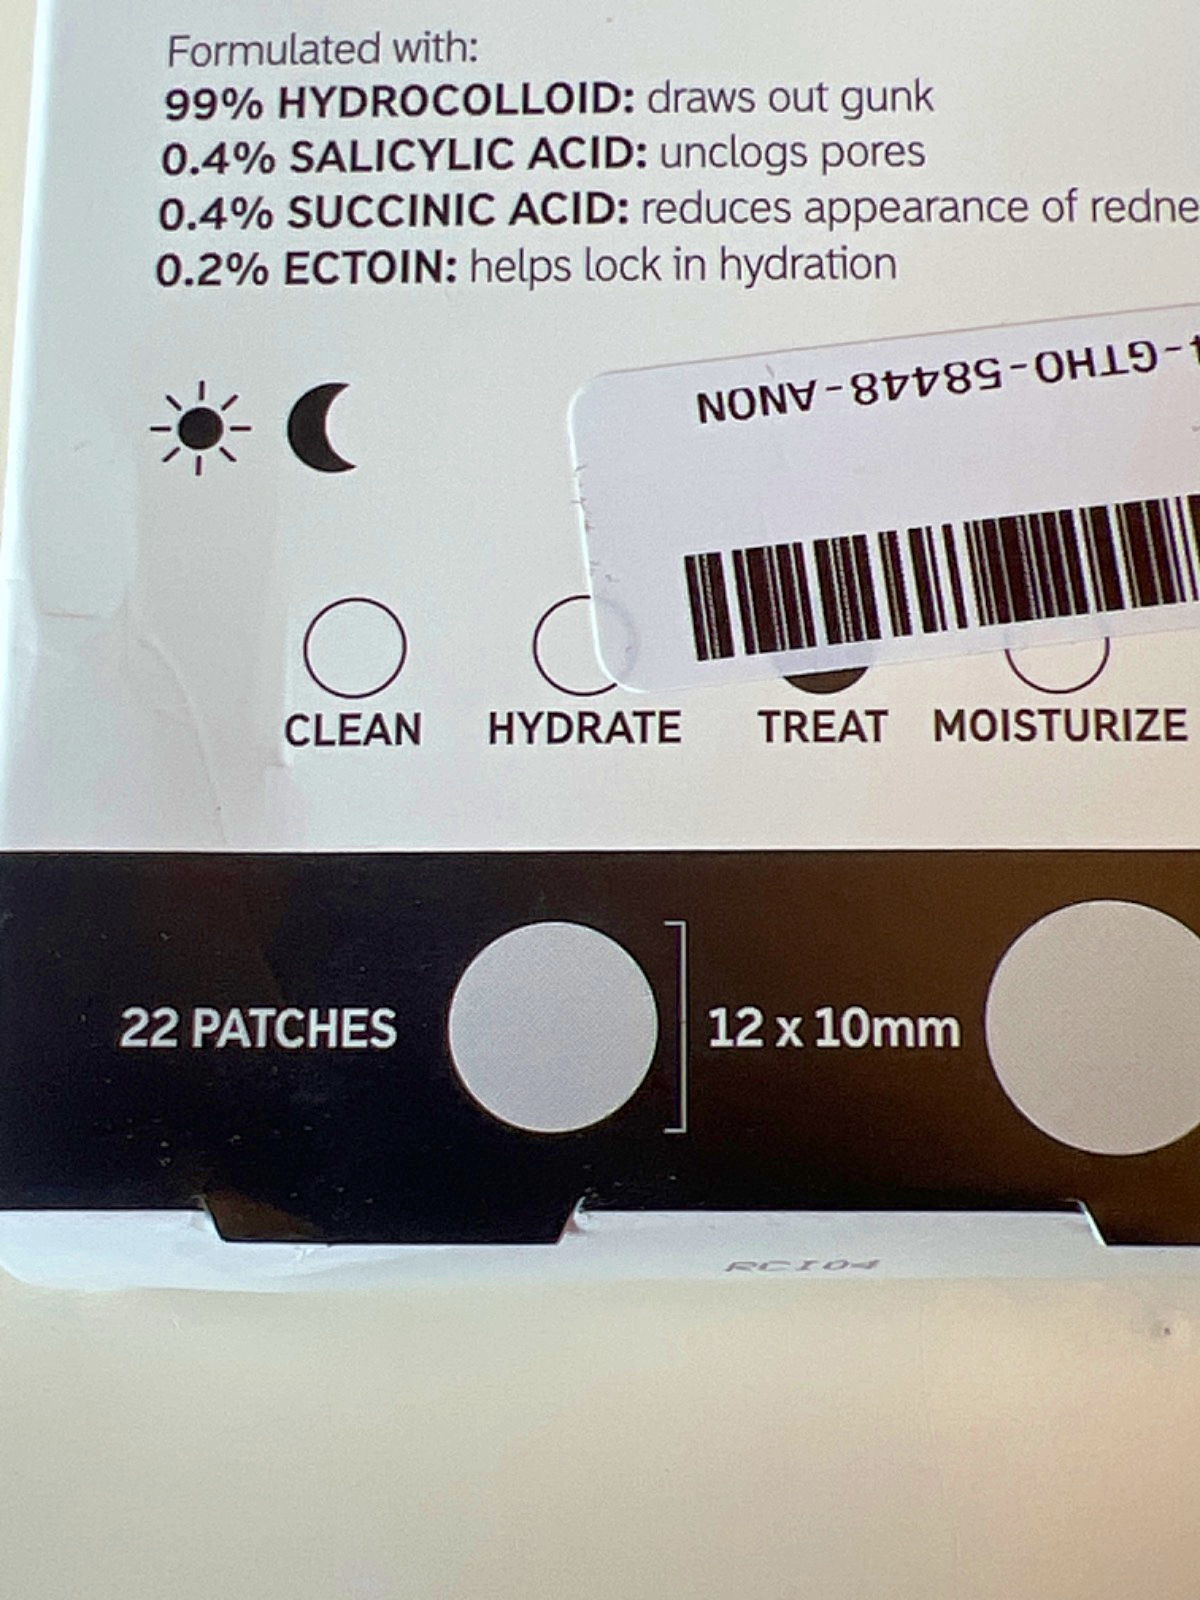 Formulated with:
99% HYDROCOLLOID: draws out gunk
0.4% SALICYLIC ACID: unclogs pores
0.4% SUCCINIC ACID: reduces appearance of redne
0.2% ECTOIN: helps lock in hydration
-GTHO-58448-ANON
CLEAN HYDRATE TREAT MOISTURIZE
22 PATCHES 12 x 10mm
RCI04